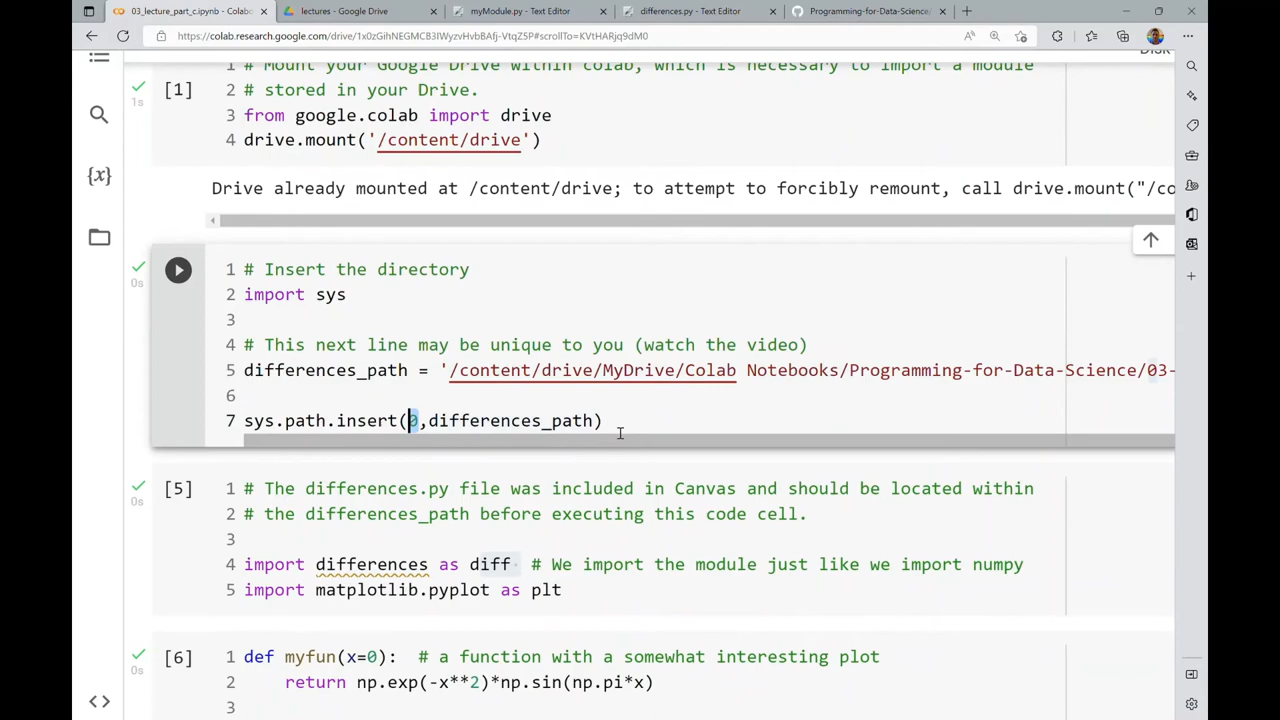 03_lecture_part_c.ipynb - Colabo
lectures - Google Drive
myModule.py - Text Editor
differences.py - Text Editor
Programming-for-Data-Science/
https://colab.research.google.com/drive/1x0zGihNEGMCB3IWyzvHvbBAfj-VtqZ5P#scrollTo=KVtHARjq9dM0
Disk
1 # Mount your Google Drive within colab, which is necessary to import a module
[1] 2 # stored in your Drive.
1s
3 from google.colab import drive
4 drive.mount('/content/drive')
Drive already mounted at /content/drive; to attempt to forcibly remount, call drive.mount("/co
{x}
0s
1 # Insert the directory
2 import sys
3
4 # This next line may be unique to you (watch the video)
5 differences_path = '/content/drive/MyDrive/Colab Notebooks/Programming-for-Data-Science/03-
6
7 sys.path.insert(0,differences_path)
[5] 1 # The differences.py file was included in Canvas and should be located within
0s
2 # the differences_path before executing this code cell.
3
4 import differences as diff # We import the module just like we import numpy
5 import matplotlib.pyplot as plt
[6] 1 def myfun(x=0):  # a function with a somewhat interesting plot
0s
2     return np.exp(-x**2)*np.sin(np.pi*x)
3